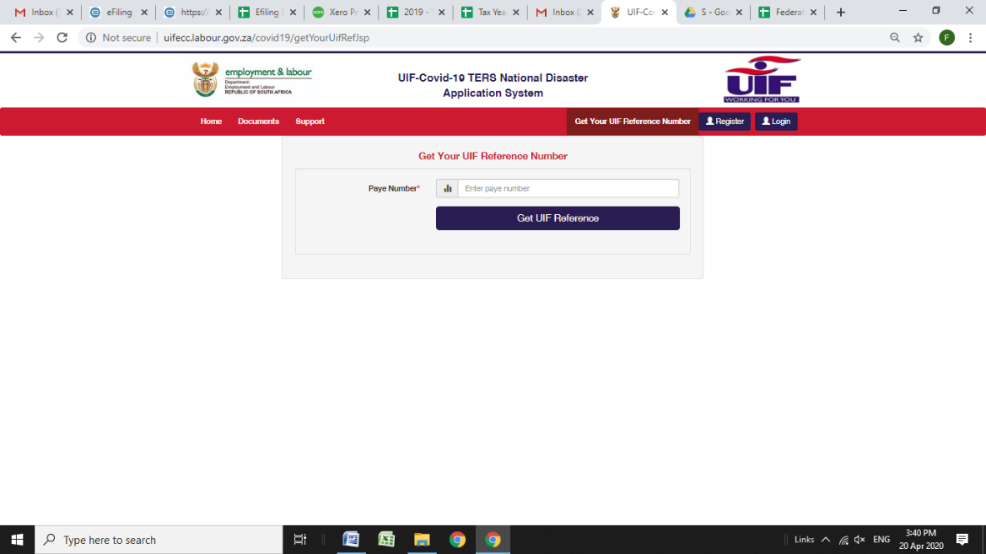 Inbox ( eFiling https:// Efiling Xero P 2019 - Tax Yea Inbox ( UIF-Co S - Goo Federat
Not secure | uifecc.labour.gov.za/covid19/getYourUifRefJsp F
employment & labour
Department:
Employment and Labour
REPUBLIC OF SOUTH AFRICA
UIF-Covid-19 TERS National Disaster
Application System
UIF
WORKING FOR YOU
Home Documents Support Get Your UIF Reference Number Register Login
Get Your UIF Reference Number
Paye Number* Enter paye number
Get UIF Reference
Type here to search Links ENG 3:40 PM
20 Apr 2020